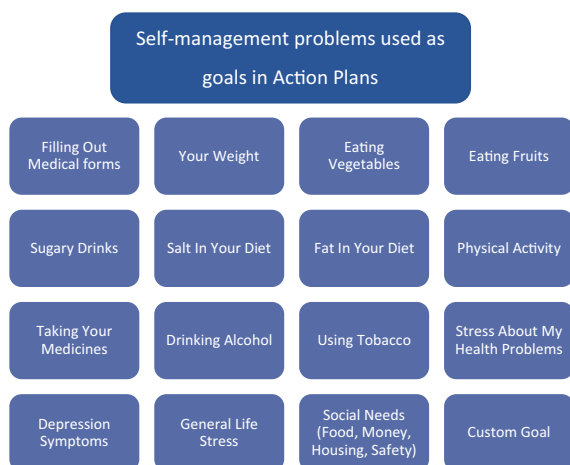 Self-management problems used as
goals in Action Plans
Filling Out
Medical forms
Your Weight
Eating
Vegetables
Eating Fruits
Sugary Drinks
Salt In Your Diet
Fat In Your Diet
Physical Activity
Taking Your
Medicines
Drinking Alcohol
Using Tobacco
Stress About My
Health Problems
Depression
Symptoms
General Life
Stress
Social Needs
(Food, Money,
Housing, Safety)
Custom Goal